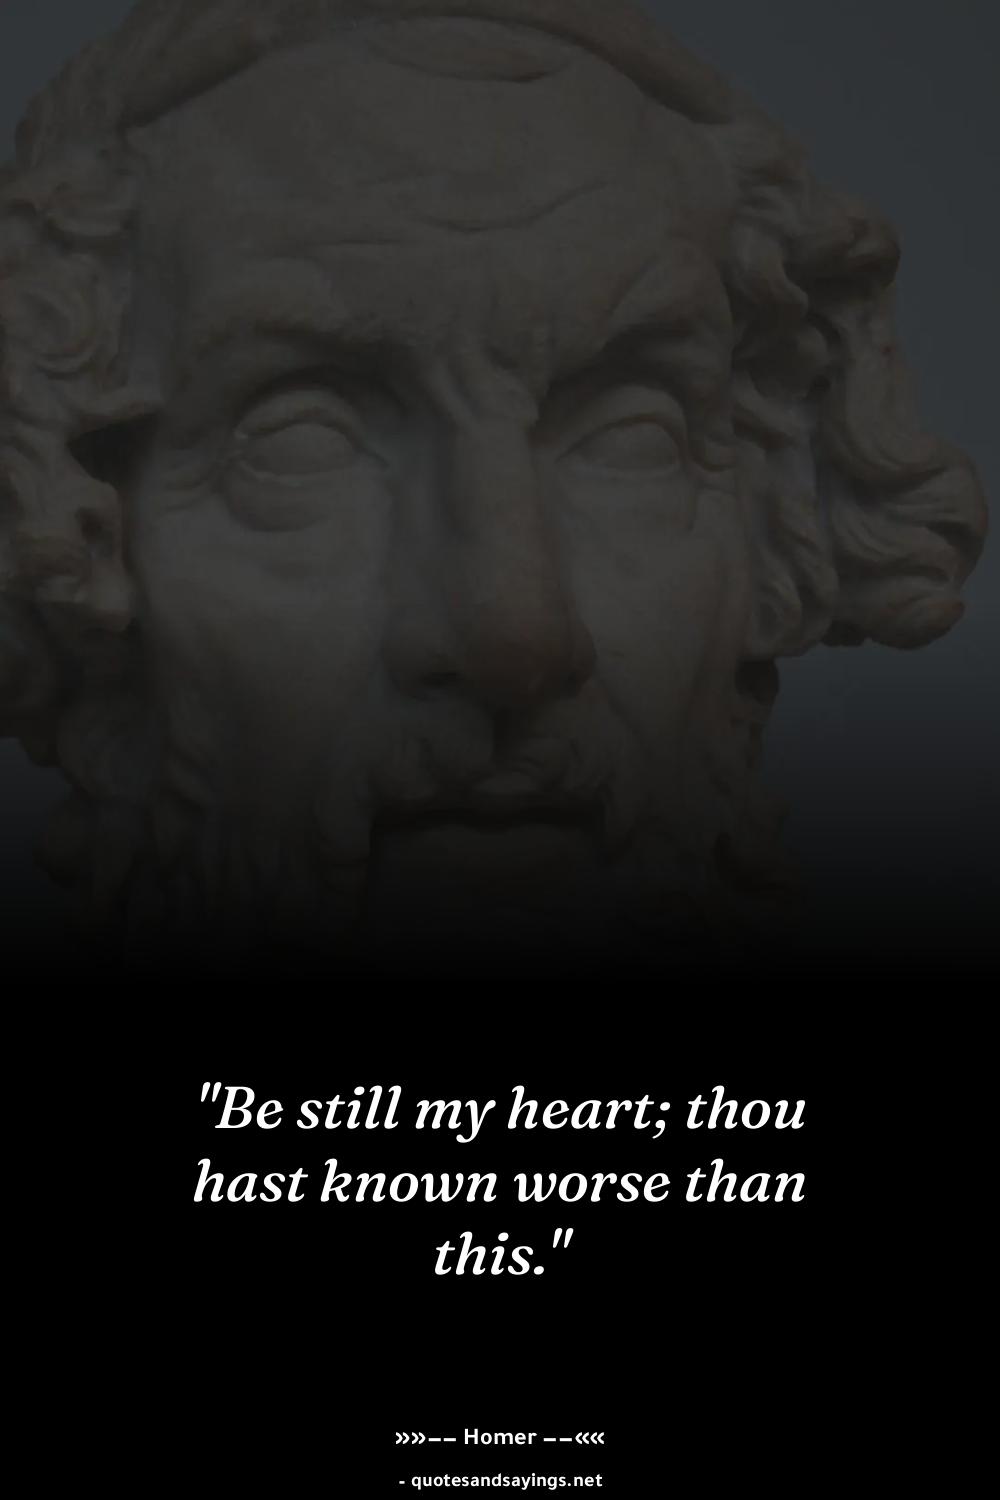 "Be still my heart; thou
hast known worse than
this."
»»—— Homer ——««
- quotesandsayings.net